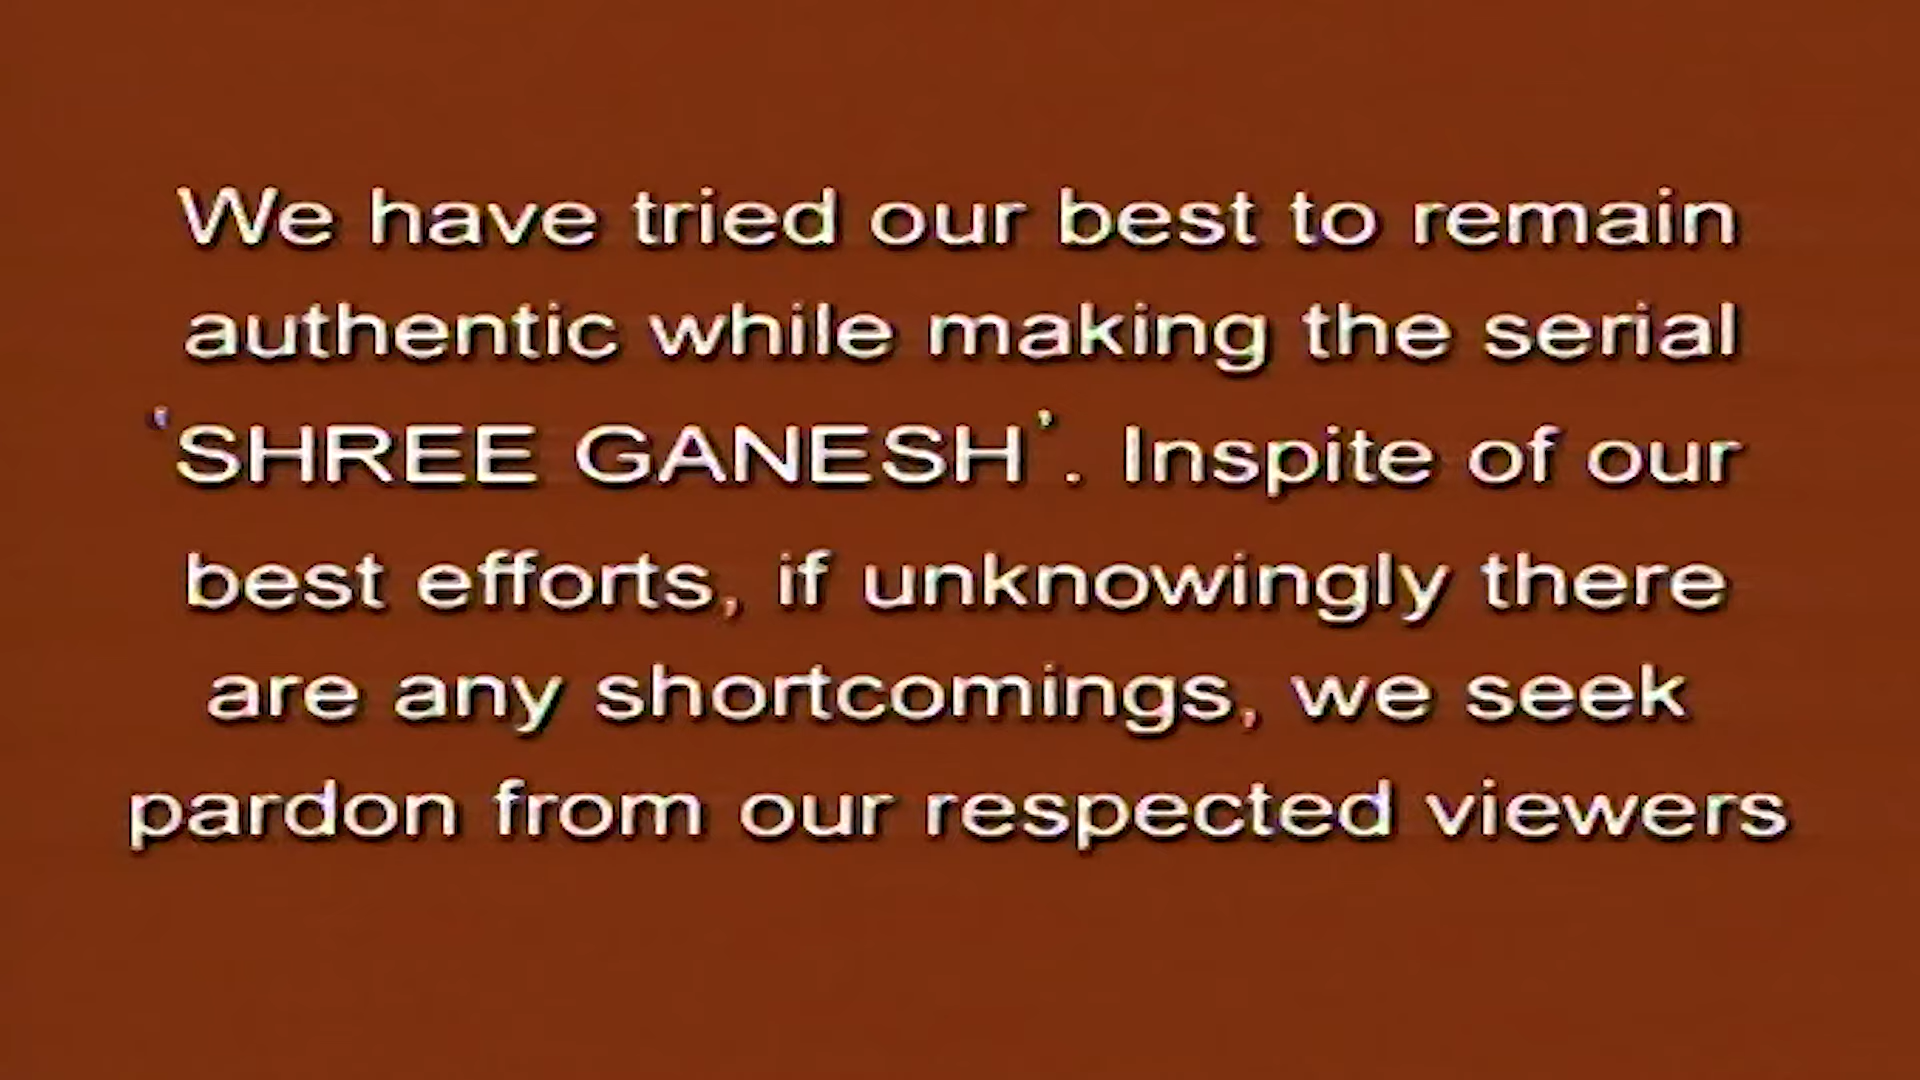 We have tried our best to remain
authentic while making the serial
'SHREE GANESH'. Inspite of our
best efforts, if unknowingly there
are any shortcomings, we seek
pardon from our respected viewers